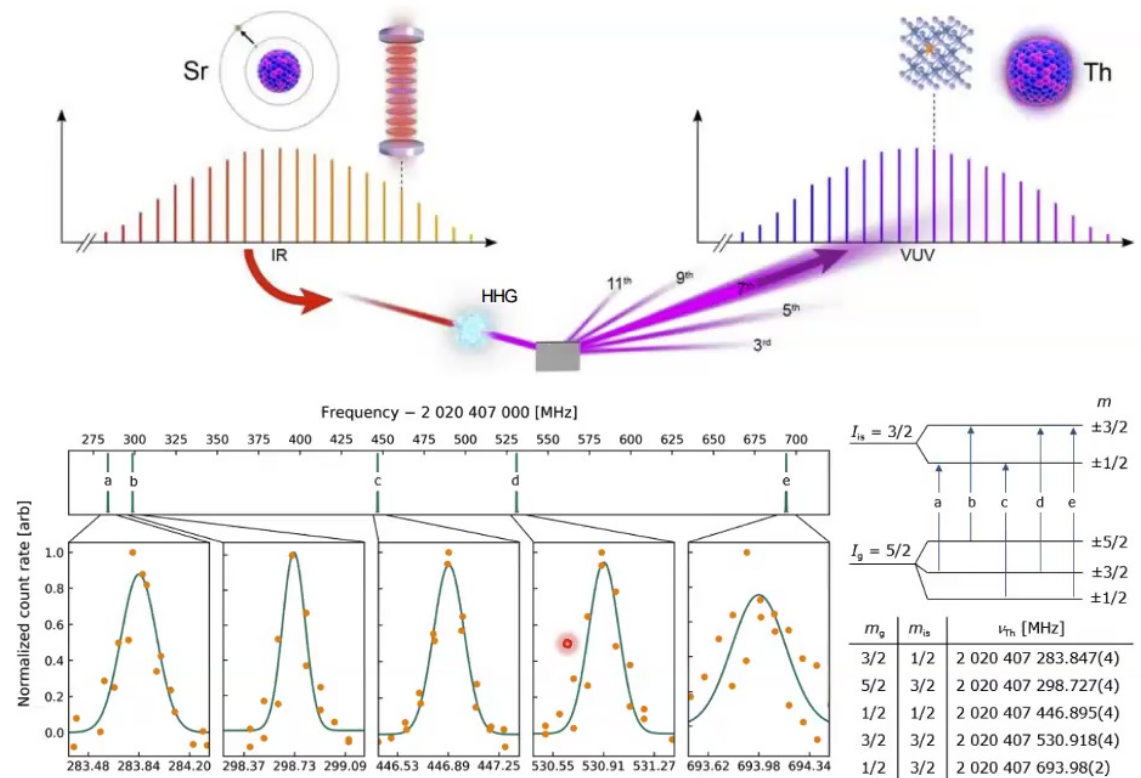 Sr
Th
IR
VUV
HHG
11th
9th
7th
5th
3rd
Frequency − 2 020 407 000 [MHz]
275 300 325 350 375 400 425 450 475 500 525 550 575 600 625 650 675 700
a b c d e
Normalized count rate [arb]
1.0
0.8
0.6
0.4
0.2
0.0
283.48 283.84 284.20
298.37 298.73 299.09
446.53 446.89 447.25
530.55 530.91 531.27
693.62 693.98 694.34
m
Iis = 3/2
±3/2
±1/2
a b c d e
Ig = 5/2
±5/2
±3/2
±1/2
mg mis νTh [MHz]
3/2 1/2 2 020 407 283.847(4)
5/2 3/2 2 020 407 298.727(4)
1/2 1/2 2 020 407 446.895(4)
3/2 3/2 2 020 407 530.918(4)
1/2 3/2 2 020 407 693.98(2)